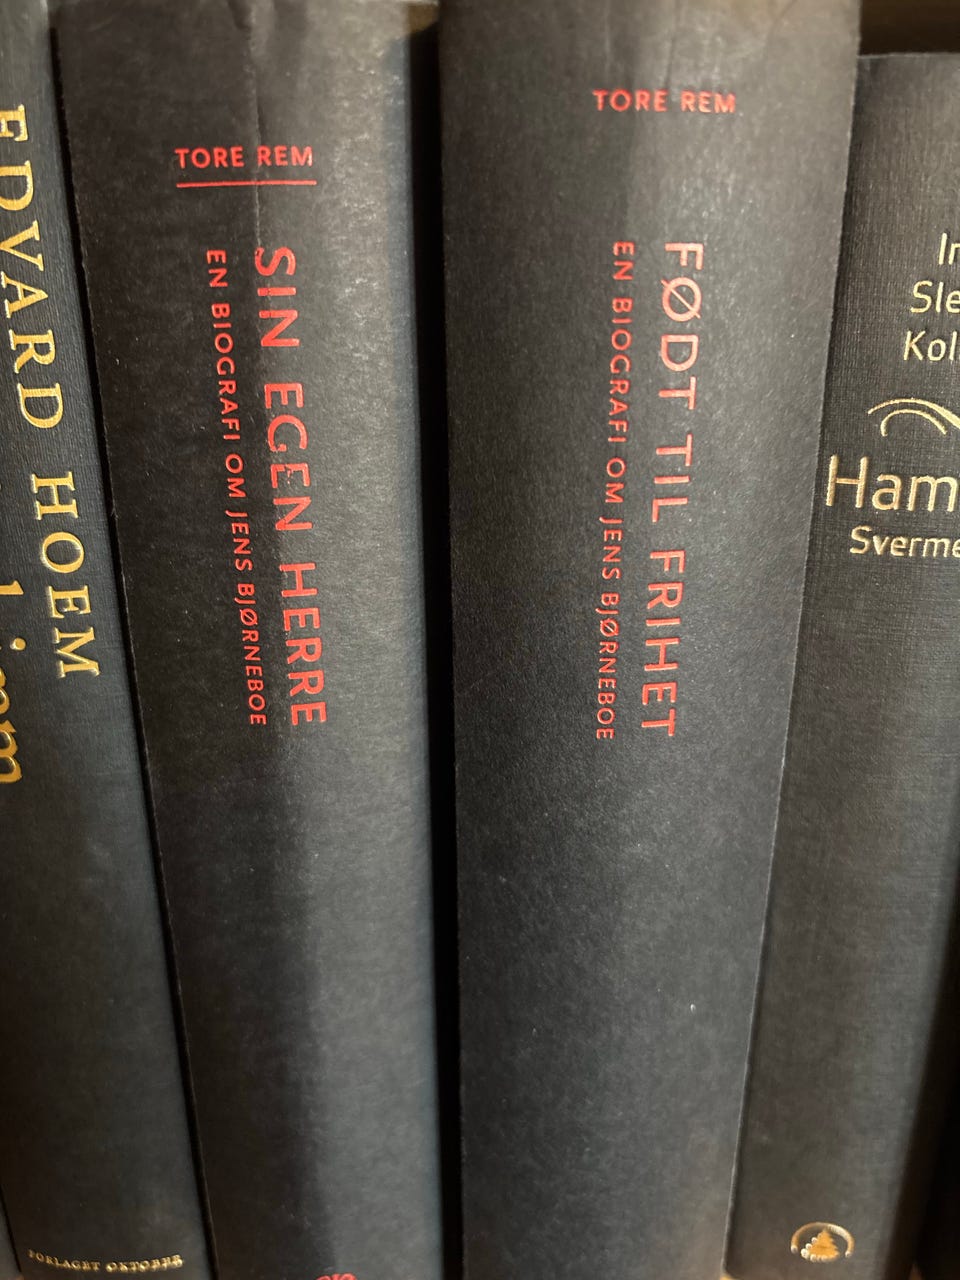 EDVARD HOEM
FORLAGET OKTOBER
TORE REM
SIN EGEN HERRE
EN BIOGRAFI OM JENS BJØRNEBOE
TORE REM
FØDT TIL FRIHET
EN BIOGRAFI OM JENS BJØRNEBOE